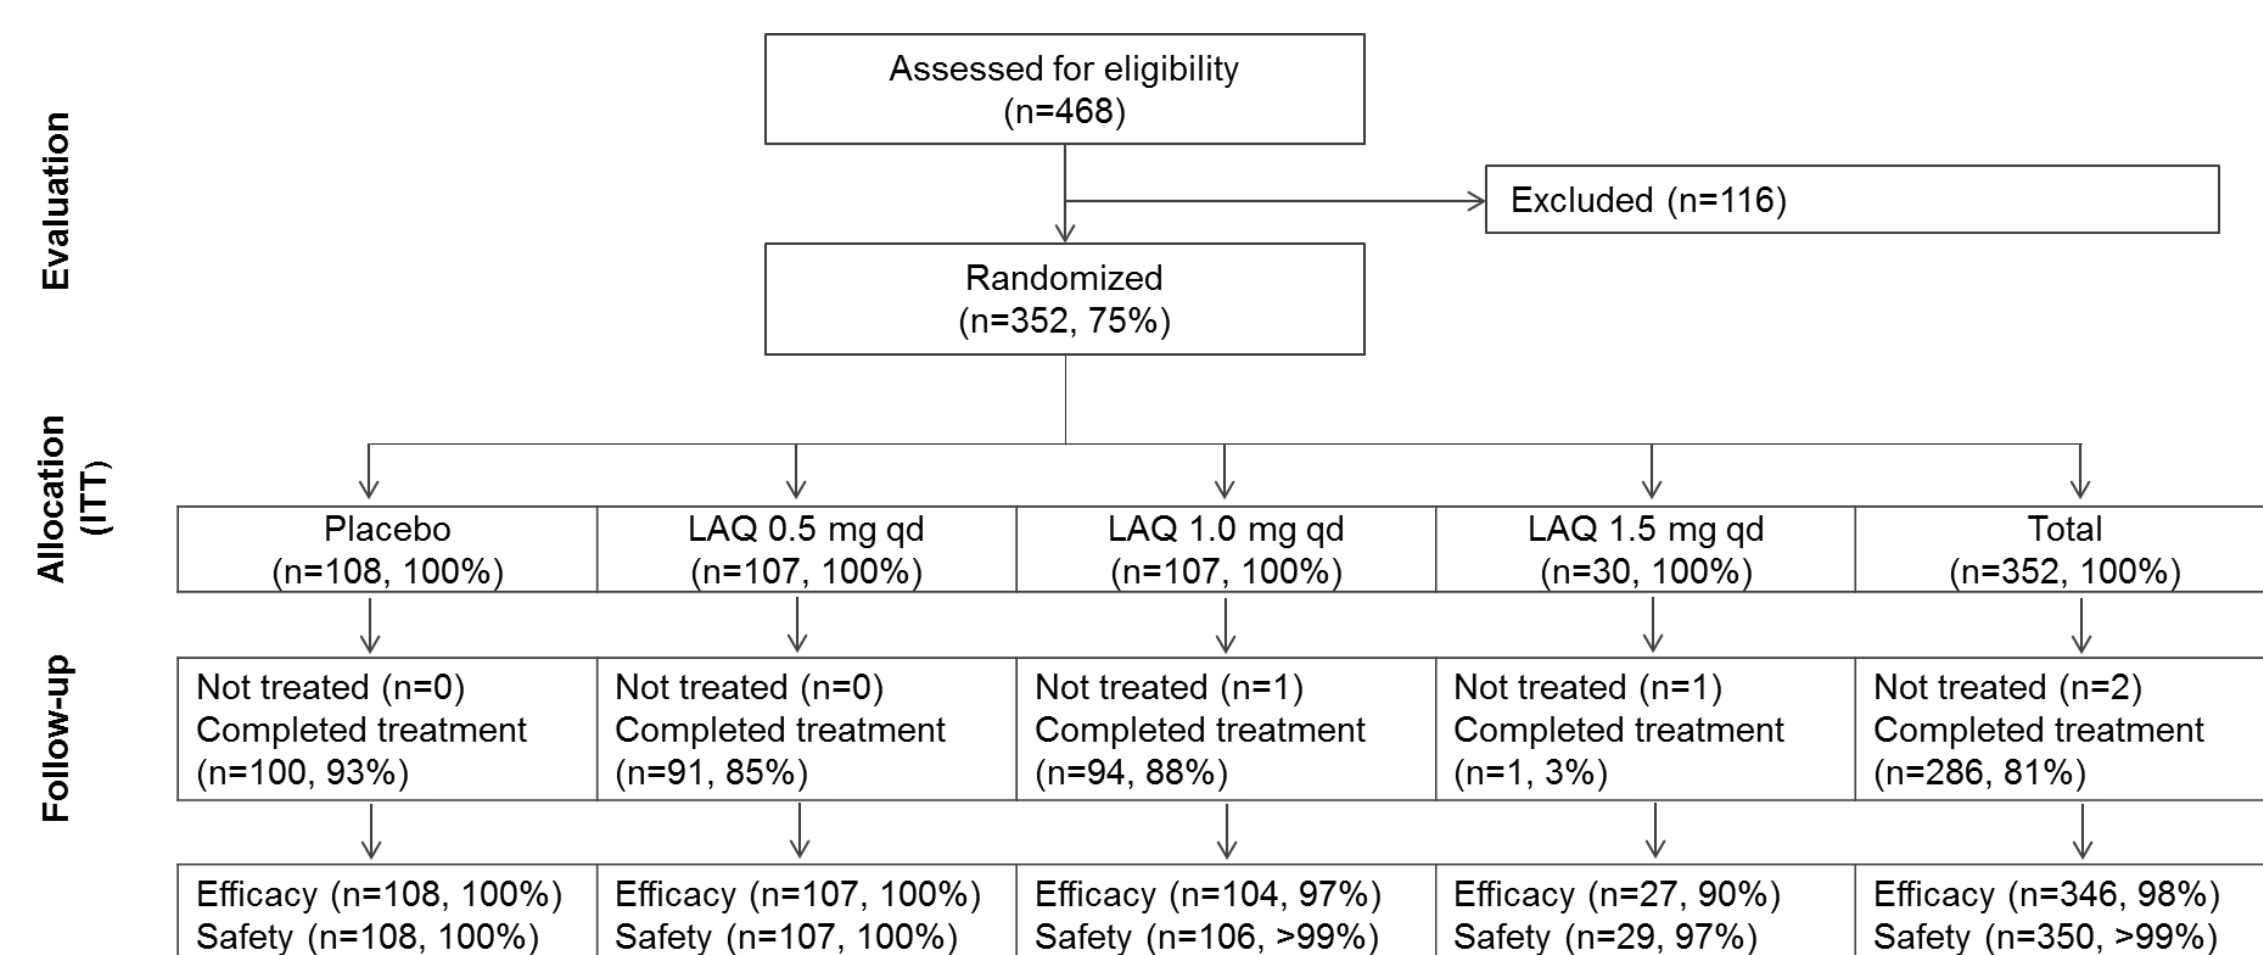 Evaluation
Assessed for eligibility
(n=468)
Excluded (n=116)
Randomized
(n=352, 75%)
Allocation
(ITT)
Placebo
(n=108, 100%)
LAQ 0.5 mg qd
(n=107, 100%)
LAQ 1.0 mg qd
(n=107, 100%)
LAQ 1.5 mg qd
(n=30, 100%)
Total
(n=352, 100%)
Follow-up
Not treated (n=0)
Completed treatment
(n=100, 93%)
Not treated (n=0)
Completed treatment
(n=91, 85%)
Not treated (n=1)
Completed treatment
(n=94, 88%)
Not treated (n=1)
Completed treatment
(n=1, 3%)
Not treated (n=2)
Completed treatment
(n=286, 81%)
Efficacy (n=108, 100%)
Safety (n=108, 100%)
Efficacy (n=107, 100%)
Safety (n=107, 100%)
Efficacy (n=104, 97%)
Safety (n=106, >99%)
Efficacy (n=27, 90%)
Safety (n=29, 97%)
Efficacy (n=346, 98%)
Safety (n=350, >99%)